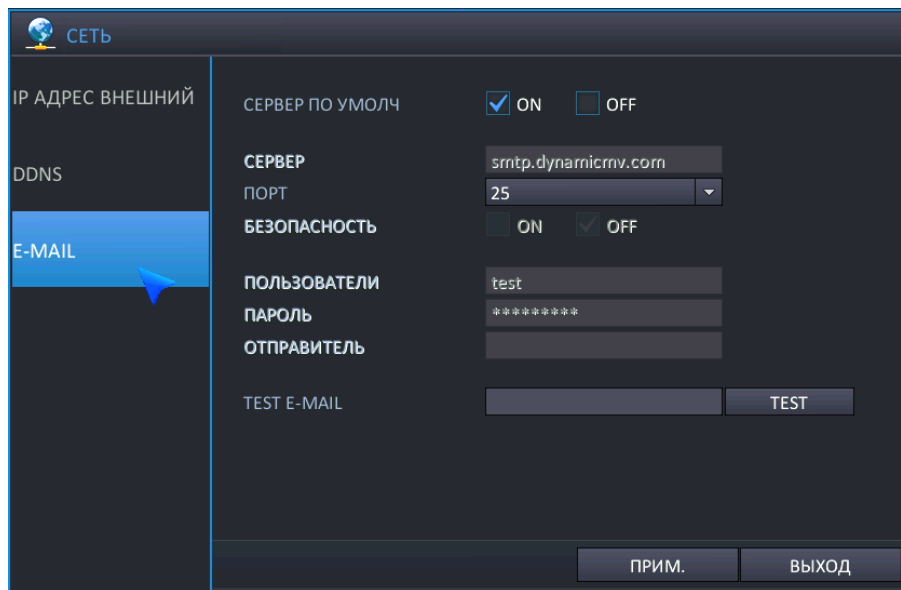 СЕТЬ
IP АДРЕС ВНЕШНИЙ
DDNS
E-MAIL
СЕРВЕР ПО УМОЛЧ ON OFF
СЕРВЕР smtp.dynamicmv.com
ПОРТ 25
БЕЗОПАСНОСТЬ ON OFF
ПОЛЬЗОВАТЕЛИ test
ПАРОЛЬ *********
ОТПРАВИТЕЛЬ
TEST E-MAIL TEST
ПРИМ. ВЫХОД